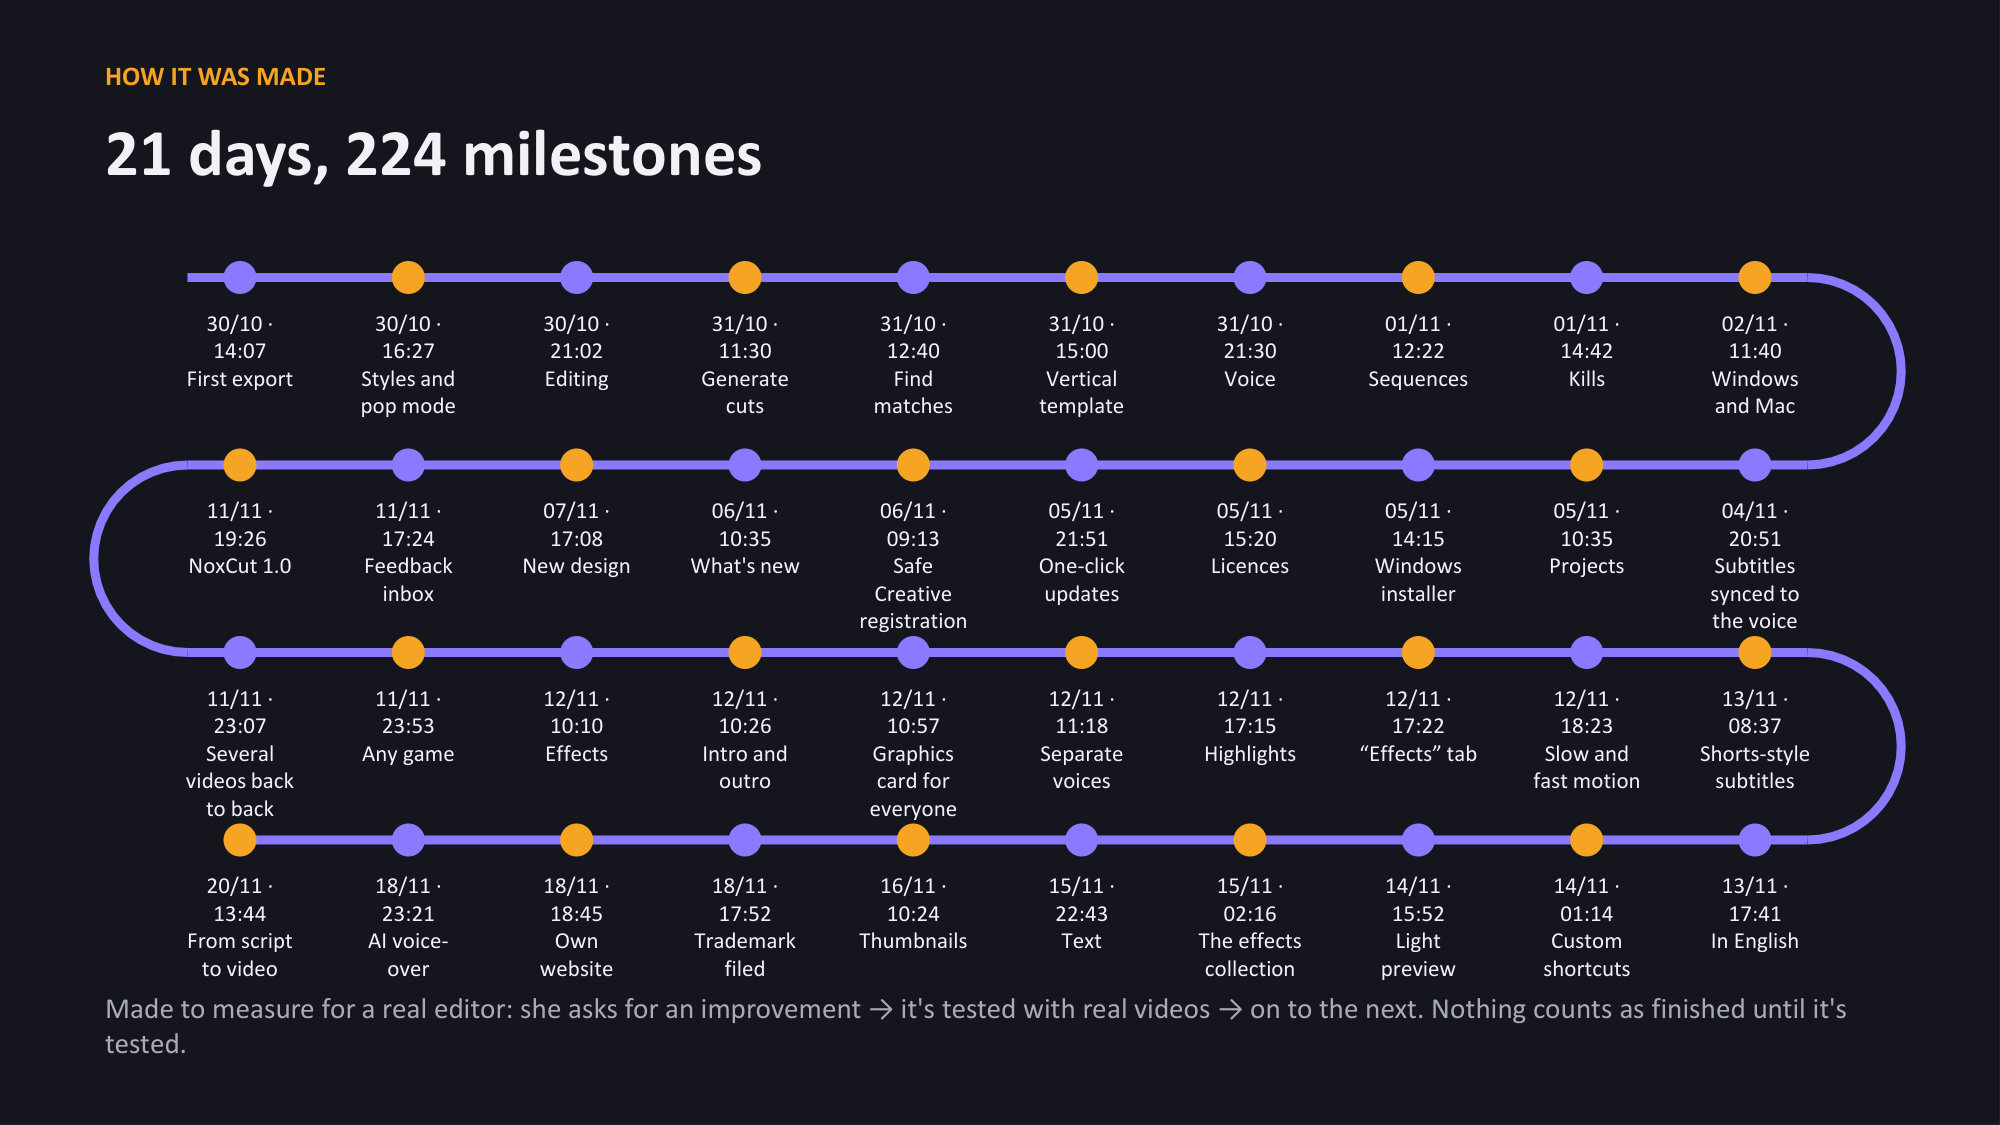 HOW IT WAS MADE
21 days, 224 milestones
30/10 ·
14:07
First export
30/10 ·
16:27
Styles and
pop mode
30/10 ·
21:02
Editing
31/10 ·
11:30
Generate
cuts
31/10 ·
12:40
Find
matches
31/10 ·
15:00
Vertical
template
31/10 ·
21:30
Voice
01/11 ·
12:22
Sequences
01/11 ·
14:42
Kills
02/11 ·
11:40
Windows
and Mac
11/11 ·
19:26
NoxCut 1.0
11/11 ·
17:24
Feedback
inbox
07/11 ·
17:08
New design
06/11 ·
10:35
What's new
06/11 ·
09:13
Safe
Creative
registration
05/11 ·
21:51
One-click
updates
05/11 ·
15:20
Licences
05/11 ·
14:15
Windows
installer
05/11 ·
10:35
Projects
04/11 ·
20:51
Subtitles
synced to
the voice
11/11 ·
23:07
Several
videos back
to back
11/11 ·
23:53
Any game
12/11 ·
10:10
Effects
12/11 ·
10:26
Intro and
outro
12/11 ·
10:57
Graphics
card for
everyone
12/11 ·
11:18
Separate
voices
12/11 ·
17:15
Highlights
12/11 ·
17:22
“Effects” tab
12/11 ·
18:23
Slow and
fast motion
13/11 ·
08:37
Shorts-style
subtitles
20/11 ·
13:44
From script
to video
18/11 ·
23:21
AI voice-
over
18/11 ·
18:45
Own
website
18/11 ·
17:52
Trademark
filed
16/11 ·
10:24
Thumbnails
15/11 ·
22:43
Text
15/11 ·
02:16
The effects
collection
14/11 ·
15:52
Light
preview
14/11 ·
01:14
Custom
shortcuts
13/11 ·
17:41
In English
Made to measure for a real editor: she asks for an improvement → it's tested with real videos → on to the next. Nothing counts as finished until it's
tested.